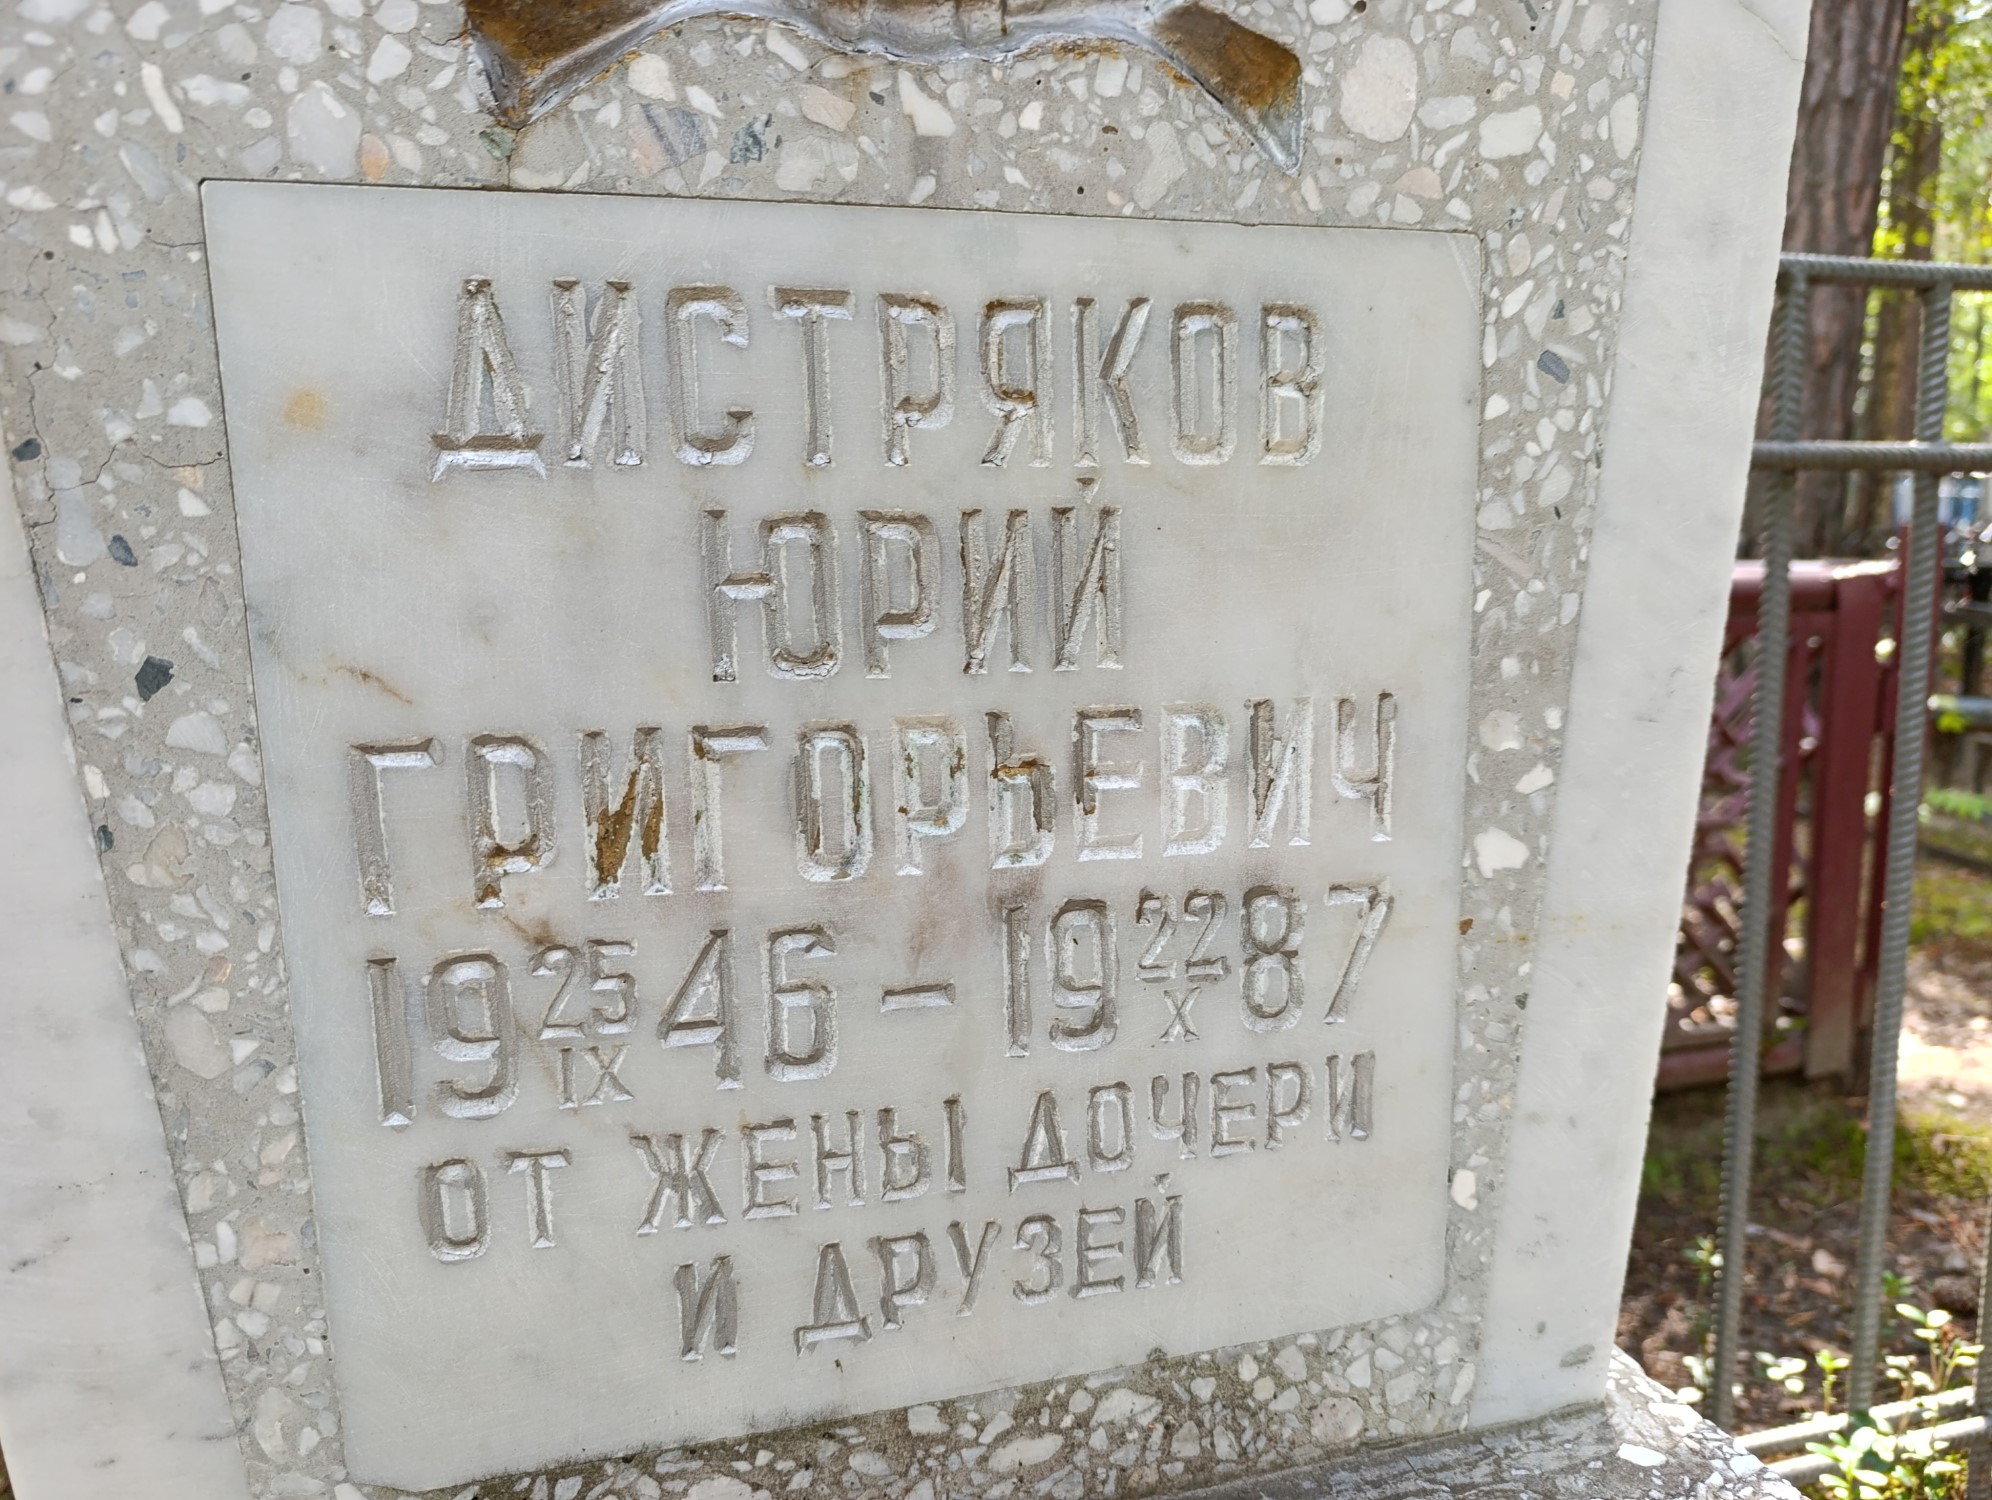 ДИСТРЯКОВ
ЮРИЙ
ГРИГОРЬЕВИЧ
19 25/IX 46 – 19 22/X 87
ОТ ЖЕНЫ ДОЧЕРИ
И ДРУЗЕЙ